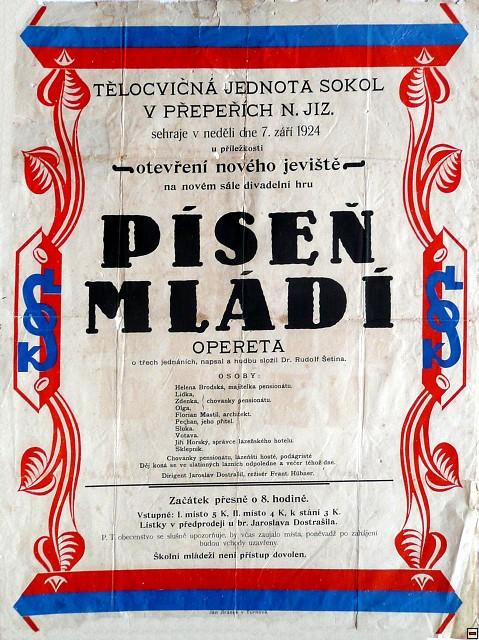 TĚLOCVIČNÁ JEDNOTA SOKOL
V PŘEPEŘÍCH N. JIZ.
sehraje v neděli dne 7. září 1924
u příležitosti
otevření nového jeviště
na novém sále divadelní hru
PÍSEŇ
MLÁDÍ
OPERETA
o třech jednáních, napsal a hudbu složil Dr. Rudolf Šetina.
OSOBY:
Helena Brodská, majitelka pensionátu.
Lidka,
Zdenka, chovanky pensionátu.
Olga,
Florian Mastil, architekt.
Pechan, jeho přítel.
Sluka.
Votava.
Jiří Horský, správce lázeňského hotelu.
Sklepník.
Chovanky pensionátu, lázeňští hosté, podagristé
Děj koná se ve slatinných lázních odpoledne a večer téhož dne.
Dirigent Jaroslav Dostrašil, režisér Frant. Hübner.
Začátek přesně o 8. hodině.
Vstupné: I. místo 5 K, II. místo 4 K, k stání 3 K.
Lístky v předprodeji u br. Jaroslava Dostrašila.
P. T. obecenstvo se slušně upozorňuje, by včas zaujalo místa, poněvadž po zahájení
budou vchody uzavřeny.
Školní mládeži není přístup dovolen.